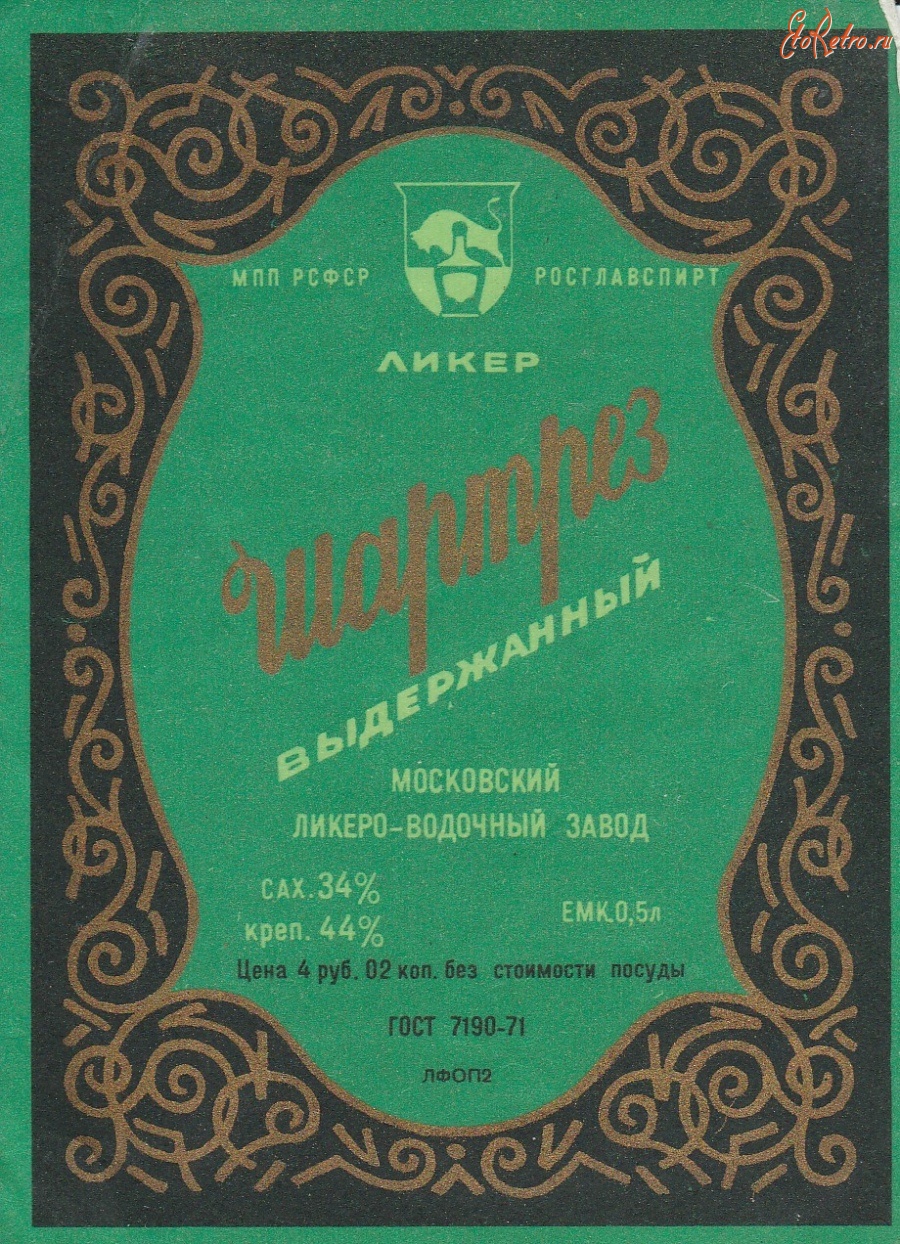 EtoRetro.ru
МПП РСФСР РОСГЛАВСПИРТ
ЛИКЕР
Шартрез
ВЫДЕРЖАННЫЙ
МОСКОВСКИЙ
ЛИКЕРО-ВОДОЧНЫЙ ЗАВОД
САХ. 34%
креп. 44%
ЕМК. 0,5л
Цена 4 руб. 02 коп. без стоимости посуды
ГОСТ 7190-71
ЛФОП2